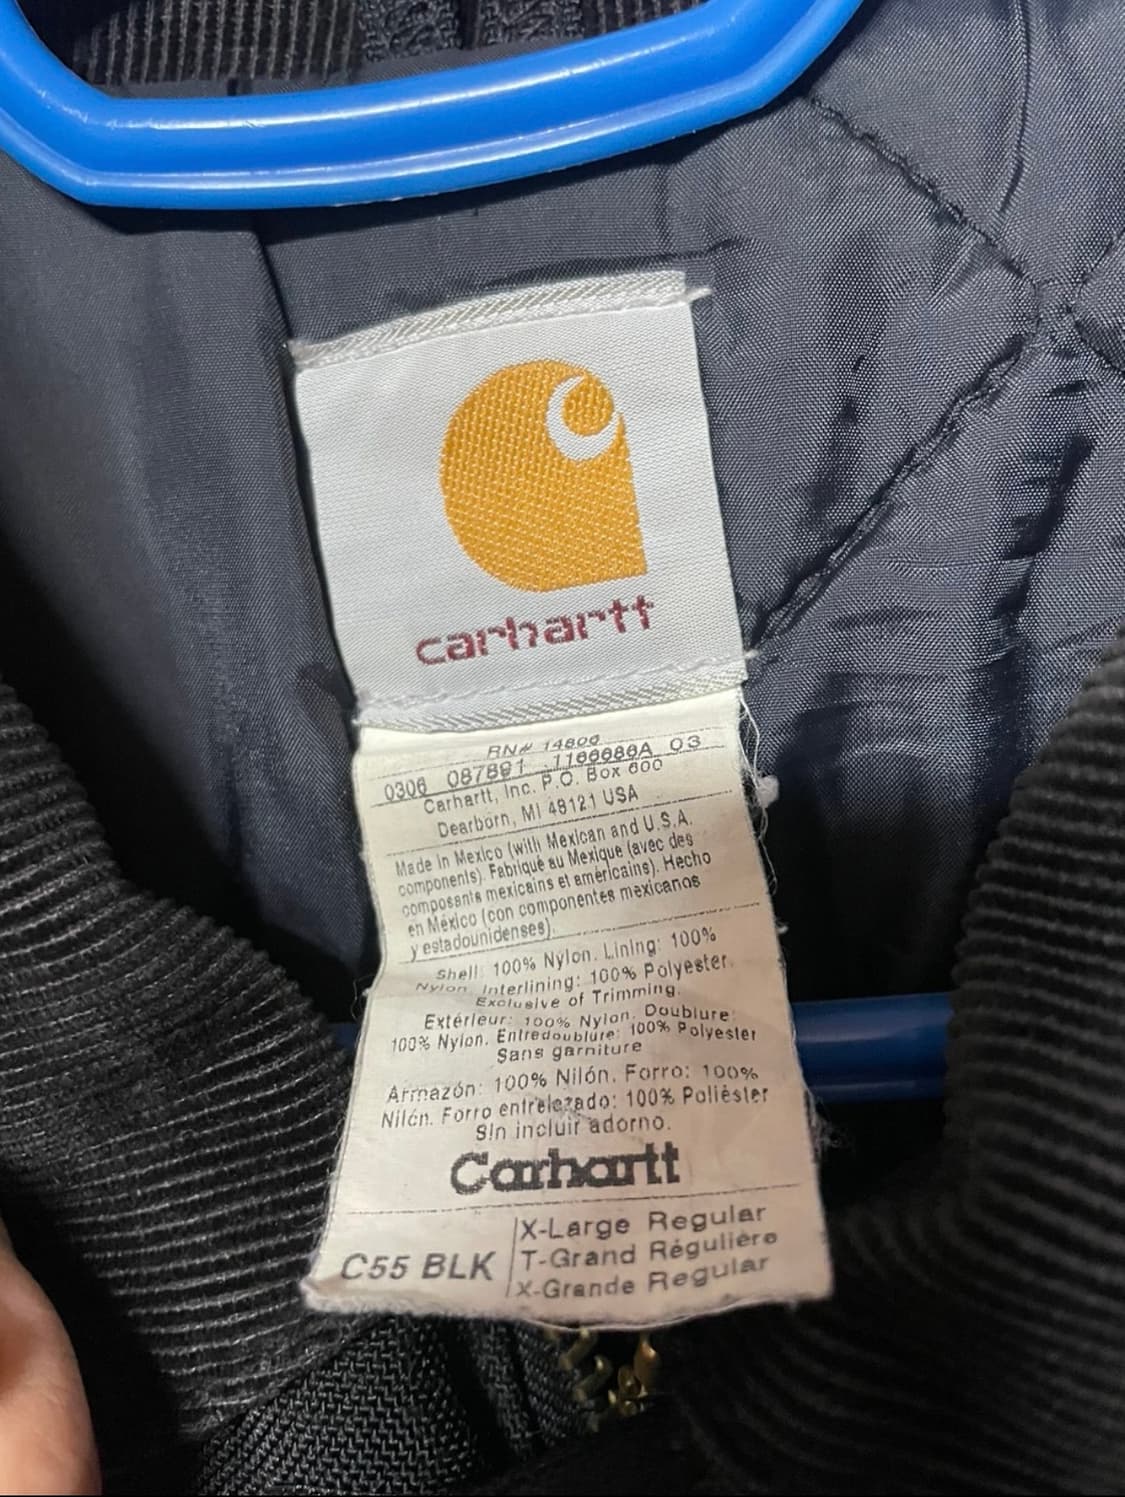 carhartt
RN# 14806
0306 087891 1166686A 03
Carhartt, Inc. P.O. Box 600
Dearborn, MI 48121 USA
Made in Mexico (with Mexican and U.S.A.
components). Fabriqué au Mexique (avec des
composants mexicains et américains). Hecho
en México (con componentes mexicanos
y estadounidenses).
Shell: 100% Nylon. Lining: 100%
Nylon. Interlining: 100% Polyester.
Exclusive of Trimming.
Extérieur: 100% Nylon. Doublure:
100% Nylon. Entredoublure: 100% Polyester
Sans garniture
Armazón: 100% Nilón. Forro: 100%
Nilón. Forro entrelezado: 100% Poliéster
Sin incluir adorno.
Carhartt
X-Large Regular
C55 BLK T-Grand Régulière
X-Grande Regular